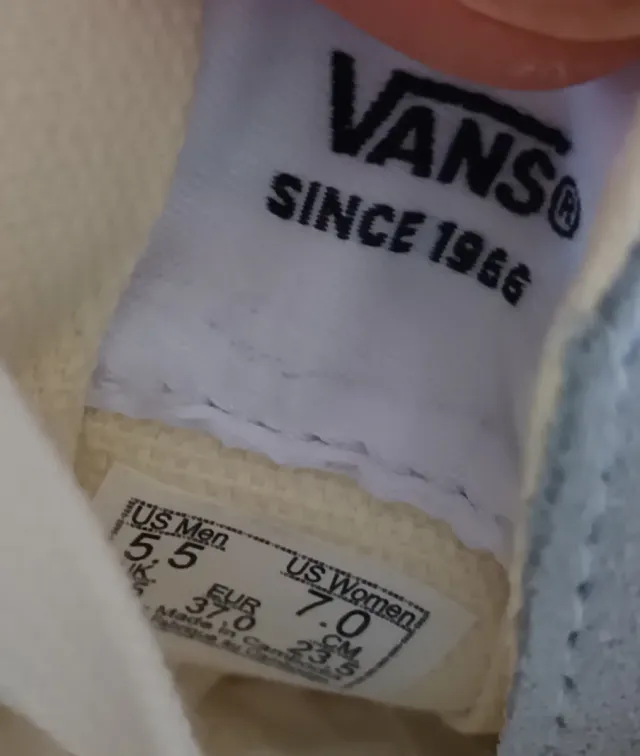 VANS®
SINCE 1966
US Men US Women
5.5 7.0
UK EUR CM
37.0 23.5
Made in Cambodia